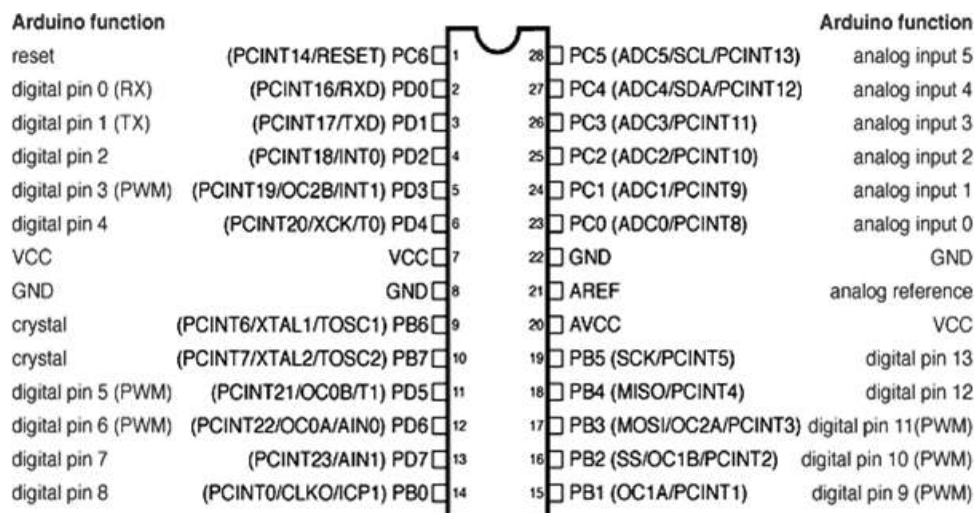 Arduino function Arduino function
reset (PCINT14/RESET) PC6 1 28 PC5 (ADC5/SCL/PCINT13) analog input 5
digital pin 0 (RX) (PCINT16/RXD) PD0 2 27 PC4 (ADC4/SDA/PCINT12) analog input 4
digital pin 1 (TX) (PCINT17/TXD) PD1 3 26 PC3 (ADC3/PCINT11) analog input 3
digital pin 2 (PCINT18/INT0) PD2 4 25 PC2 (ADC2/PCINT10) analog input 2
digital pin 3 (PWM) (PCINT19/OC2B/INT1) PD3 5 24 PC1 (ADC1/PCINT9) analog input 1
digital pin 4 (PCINT20/XCK/T0) PD4 6 23 PC0 (ADC0/PCINT8) analog input 0
VCC VCC 7 22 GND GND
GND GND 8 21 AREF analog reference
crystal (PCINT6/XTAL1/TOSC1) PB6 9 20 AVCC VCC
crystal (PCINT7/XTAL2/TOSC2) PB7 10 19 PB5 (SCK/PCINT5) digital pin 13
digital pin 5 (PWM) (PCINT21/OC0B/T1) PD5 11 18 PB4 (MISO/PCINT4) digital pin 12
digital pin 6 (PWM) (PCINT22/OC0A/AIN0) PD6 12 17 PB3 (MOSI/OC2A/PCINT3) digital pin 11(PWM)
digital pin 7 (PCINT23/AIN1) PD7 13 16 PB2 (SS/OC1B/PCINT2) digital pin 10 (PWM)
digital pin 8 (PCINT0/CLKO/ICP1) PB0 14 15 PB1 (OC1A/PCINT1) digital pin 9 (PWM)